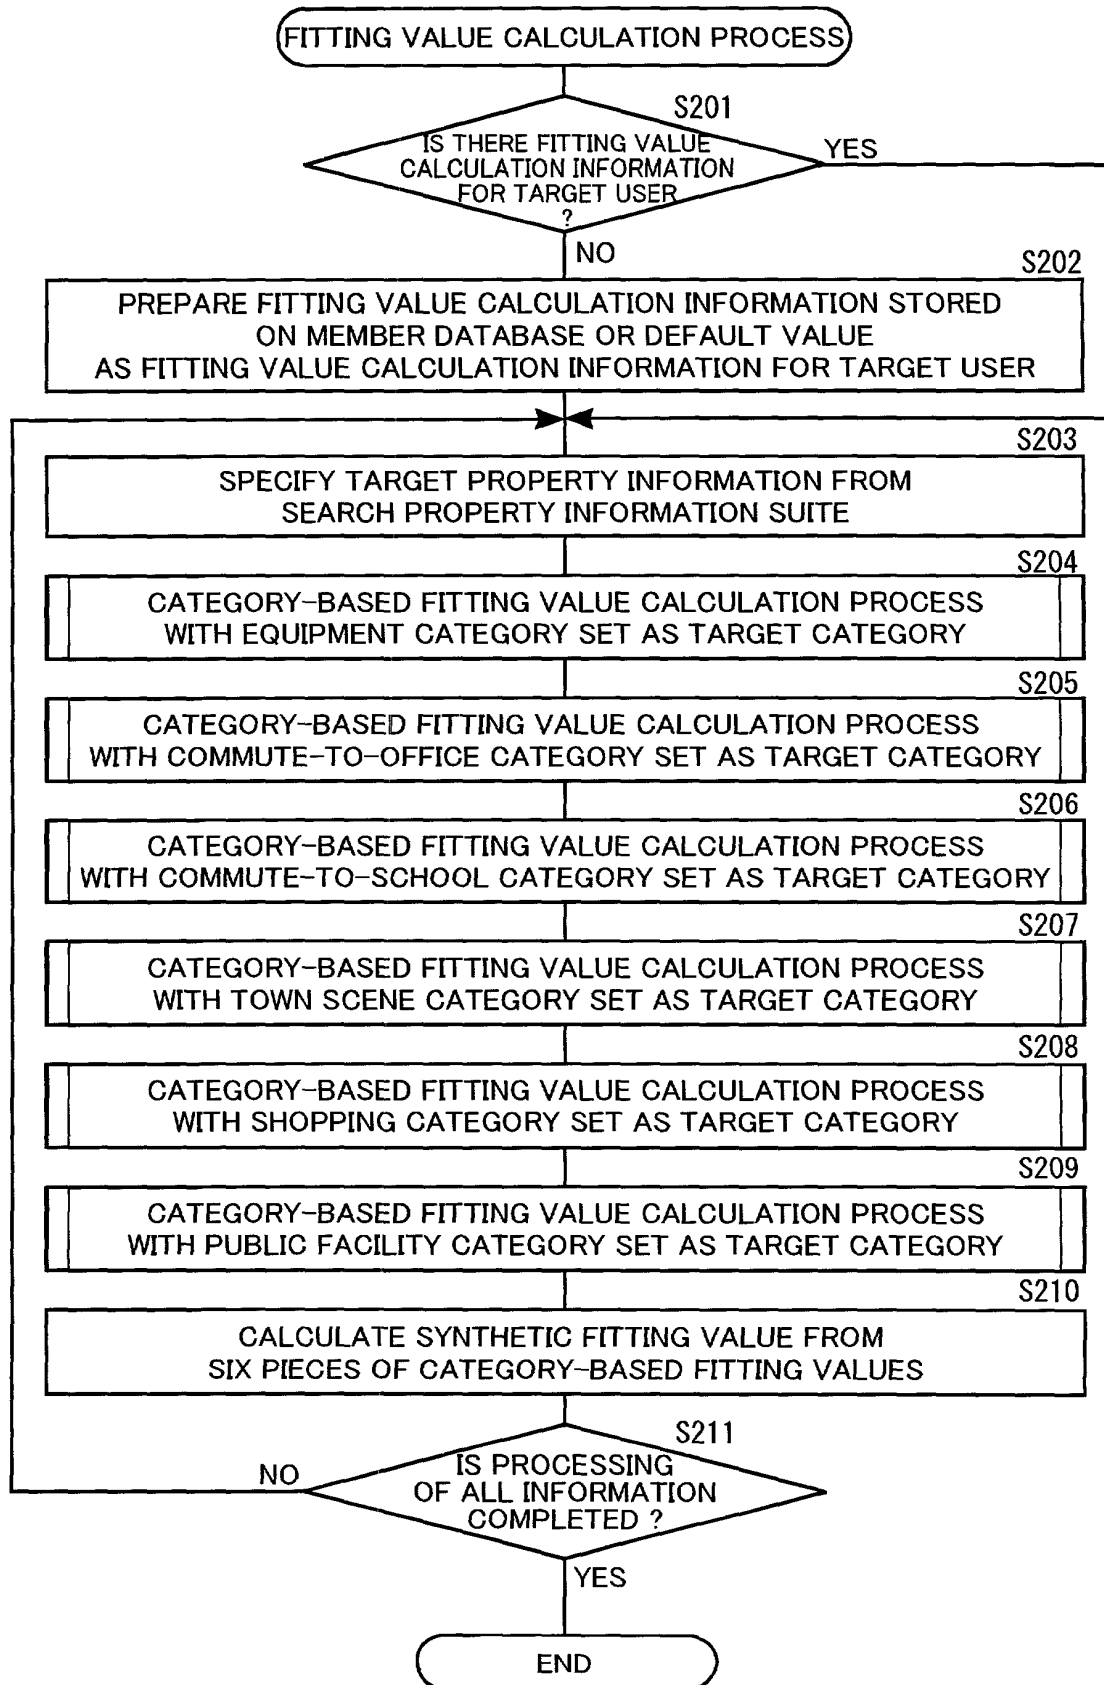 FITTING VALUE CALCULATION PROCESS
S201
IS THERE FITTING VALUE
CALCULATION INFORMATION
FOR TARGET USER
?
YES
NO
S202
PREPARE FITTING VALUE CALCULATION INFORMATION STORED
ON MEMBER DATABASE OR DEFAULT VALUE
AS FITTING VALUE CALCULATION INFORMATION FOR TARGET USER
S203
SPECIFY TARGET PROPERTY INFORMATION FROM
SEARCH PROPERTY INFORMATION SUITE
S204
CATEGORY-BASED FITTING VALUE CALCULATION PROCESS
WITH EQUIPMENT CATEGORY SET AS TARGET CATEGORY
S205
CATEGORY-BASED FITTING VALUE CALCULATION PROCESS
WITH COMMUTE-TO-OFFICE CATEGORY SET AS TARGET CATEGORY
S206
CATEGORY-BASED FITTING VALUE CALCULATION PROCESS
WITH COMMUTE-TO-SCHOOL CATEGORY SET AS TARGET CATEGORY
S207
CATEGORY-BASED FITTING VALUE CALCULATION PROCESS
WITH TOWN SCENE CATEGORY SET AS TARGET CATEGORY
S208
CATEGORY-BASED FITTING VALUE CALCULATION PROCESS
WITH SHOPPING CATEGORY SET AS TARGET CATEGORY
S209
CATEGORY-BASED FITTING VALUE CALCULATION PROCESS
WITH PUBLIC FACILITY CATEGORY SET AS TARGET CATEGORY
S210
CALCULATE SYNTHETIC FITTING VALUE FROM
SIX PIECES OF CATEGORY-BASED FITTING VALUES
S211
IS PROCESSING
OF ALL INFORMATION
COMPLETED ?
NO
YES
END